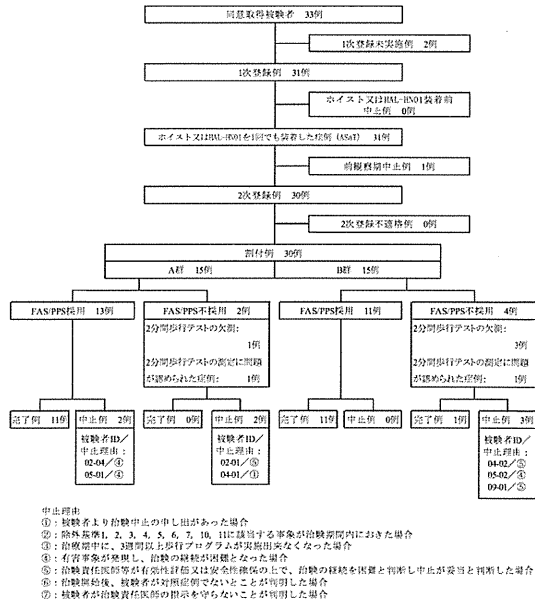 同意取得被験者 33例
1次登録未実施例 2例
1次登録例 31例
ホイスト又はHAL-HN01装着前
中止例 0例
ホイスト又はHAL-HN01を1回でも装着した症例(ASaT) 31例
前観察期中止例 1例
2次登録例 30例
2次登録不適格例 0例
割付例 30例
A群 15例
B群 15例
FAS/PPS採用 13例
FAS/PPS不採用 2例
2分間歩行テストの欠測:
1例
2分間歩行テストの測定に問題
が認められた症例: 1例
FAS/PPS採用 11例
FAS/PPS不採用 4例
2分間歩行テストの欠測:
3例
2分間歩行テストの測定に問題
が認められた症例: 1例
完了例 11例
中止例 2例
被験者ID/
中止理由:
02-04/④
05-01/④
完了例 0例
中止例 2例
被験者ID/
中止理由:
02-01/⑤
04-01/④
完了例 11例
中止例 0例
完了例 1例
中止例 3例
被験者ID/
中止理由:
04-02/⑤
05-02/④
09-01/⑤
中止理由
①:被験者より治験中止の申し出があった場合
②:除外基準1, 2, 3, 4, 5, 6, 7, 10, 11に該当する事象が治験期間内におきた場合
③:治療期中に、3週間以上歩行プログラムが実施出来なくなった場合
④:有害事象が発現し、治験の継続が困難となった場合
⑤:治験責任医師等が有効性評価又は安全性確保の上で、治験の継続を困難と判断し中止が妥当と判断した場合
⑥:治験開始後、被験者が対象症例でないことが判明した場合
⑦:被験者が治験責任医師の指示を守らないことが判明した場合